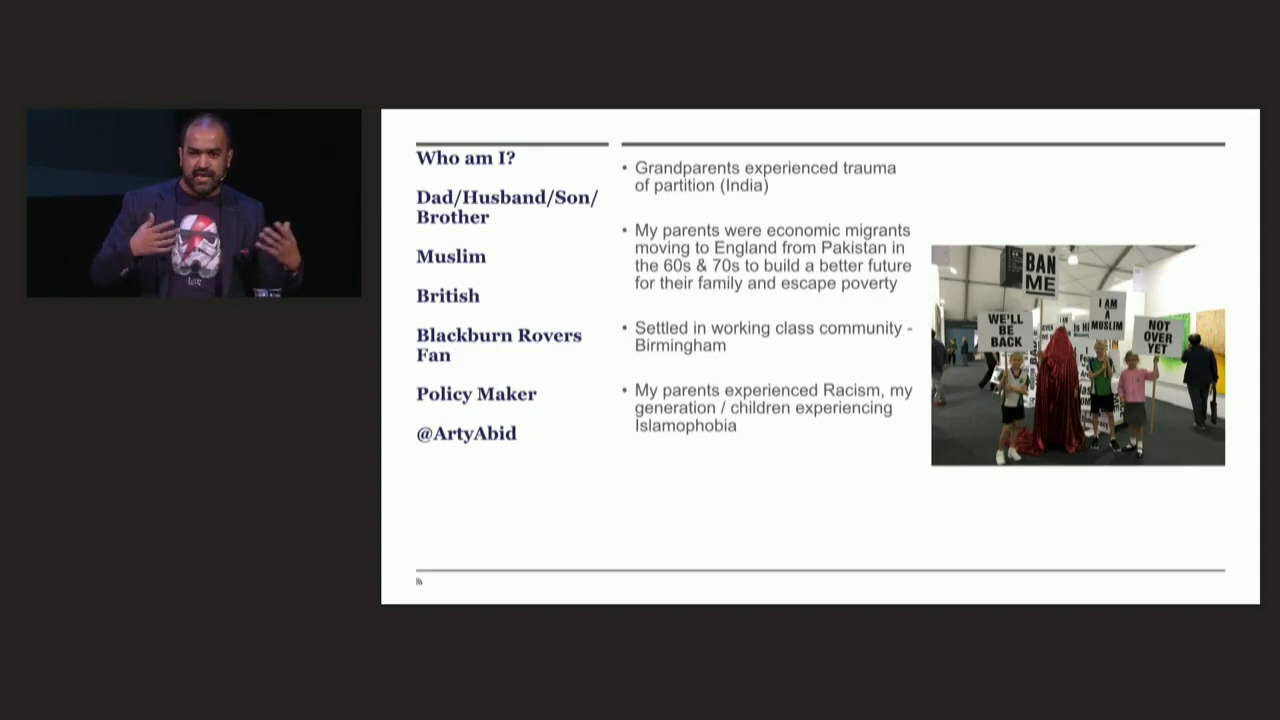 Who am I?
Dad/Husband/Son/
Brother
Muslim
British
Blackburn Rovers
Fan
Policy Maker
@ArtyAbid
• Grandparents experienced trauma
of partition (India)
• My parents were economic migrants
moving to England from Pakistan in
the 60s & 70s to build a better future
for their family and escape poverty
• Settled in working class community -
Birmingham
• My parents experienced Racism, my
generation / children experiencing
Islamophobia
BAN
ME
WE'LL
BE
BACK
I AM
A
MUSLIM
NOT
OVER
YET